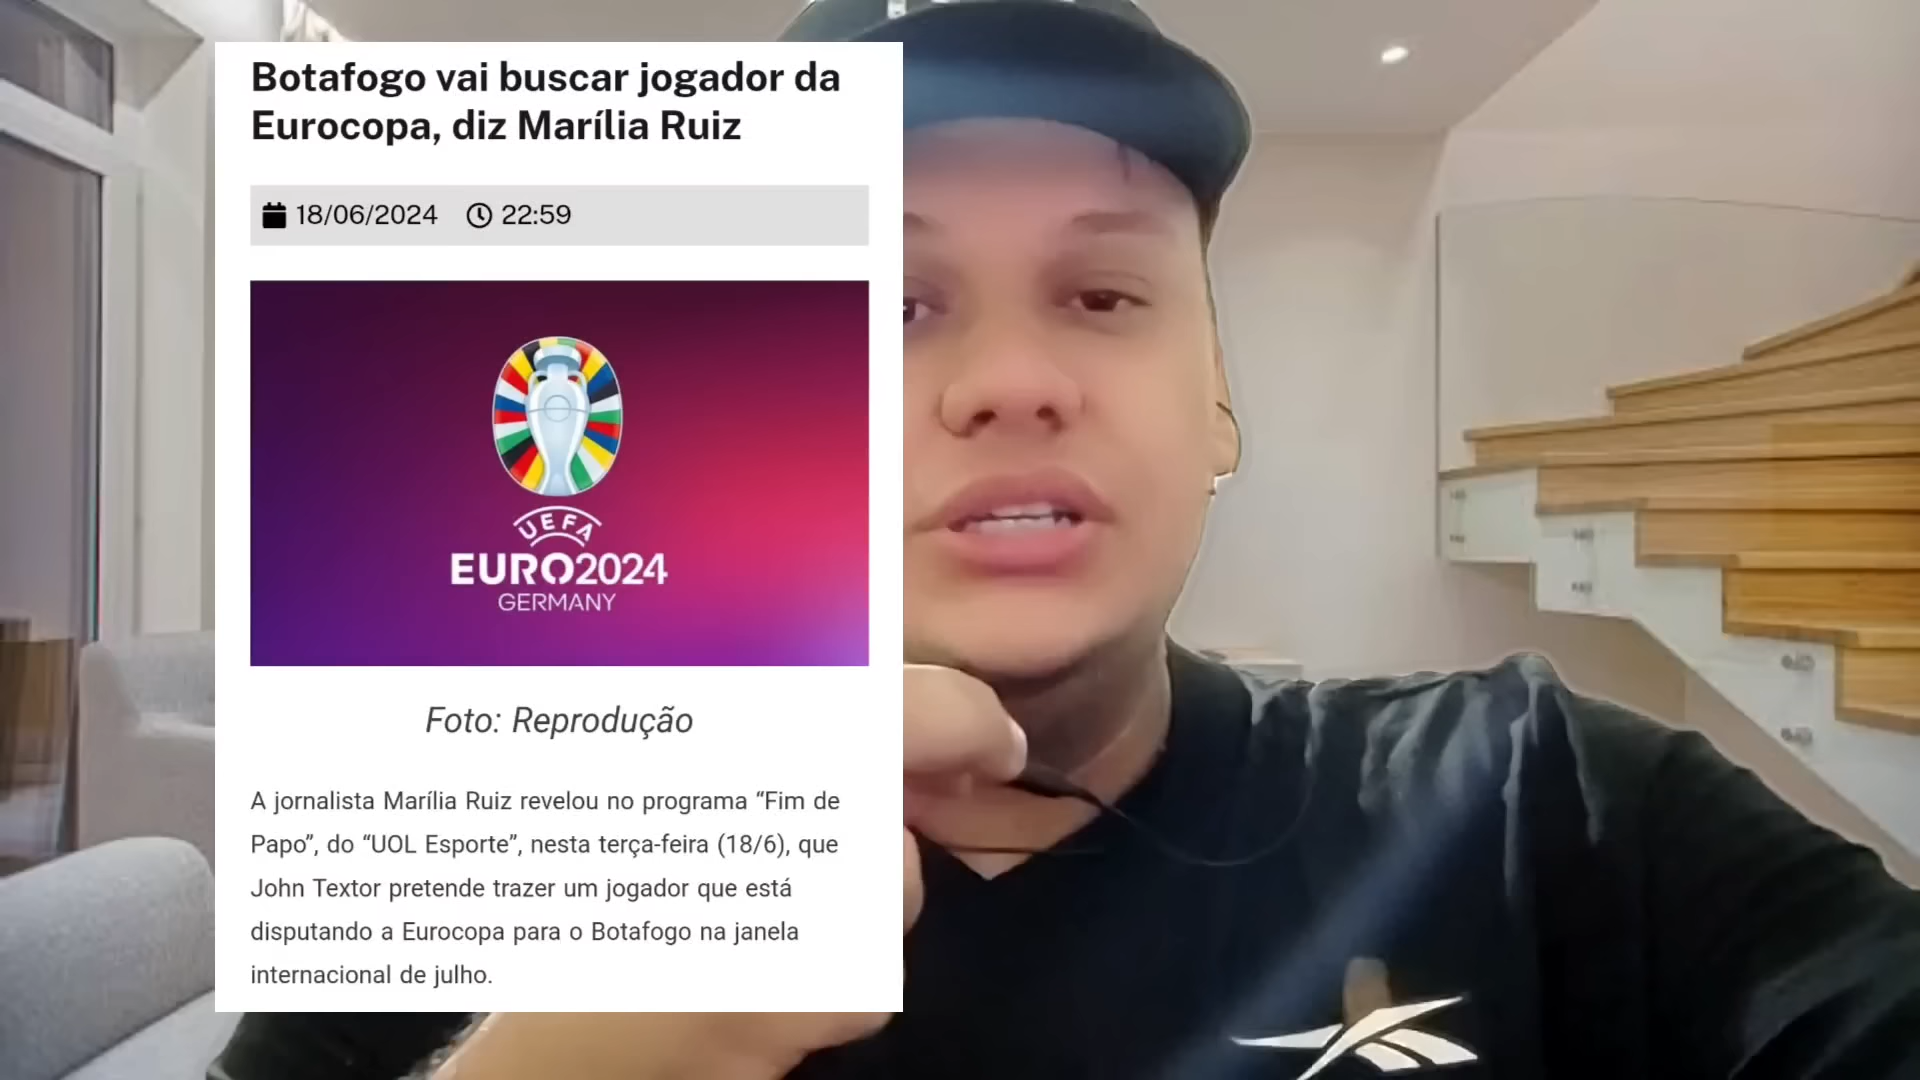 Botafogo vai buscar jogador da
Eurocopa, diz Marília Ruiz
18/06/2024 22:59
UEFA
EURO2024
GERMANY
Foto: Reprodução
A jornalista Marília Ruiz revelou no programa “Fim de
Papo”, do “UOL Esporte”, nesta terça-feira (18/6), que
John Textor pretende trazer um jogador que está
disputando a Eurocopa para o Botafogo na janela
internacional de julho.